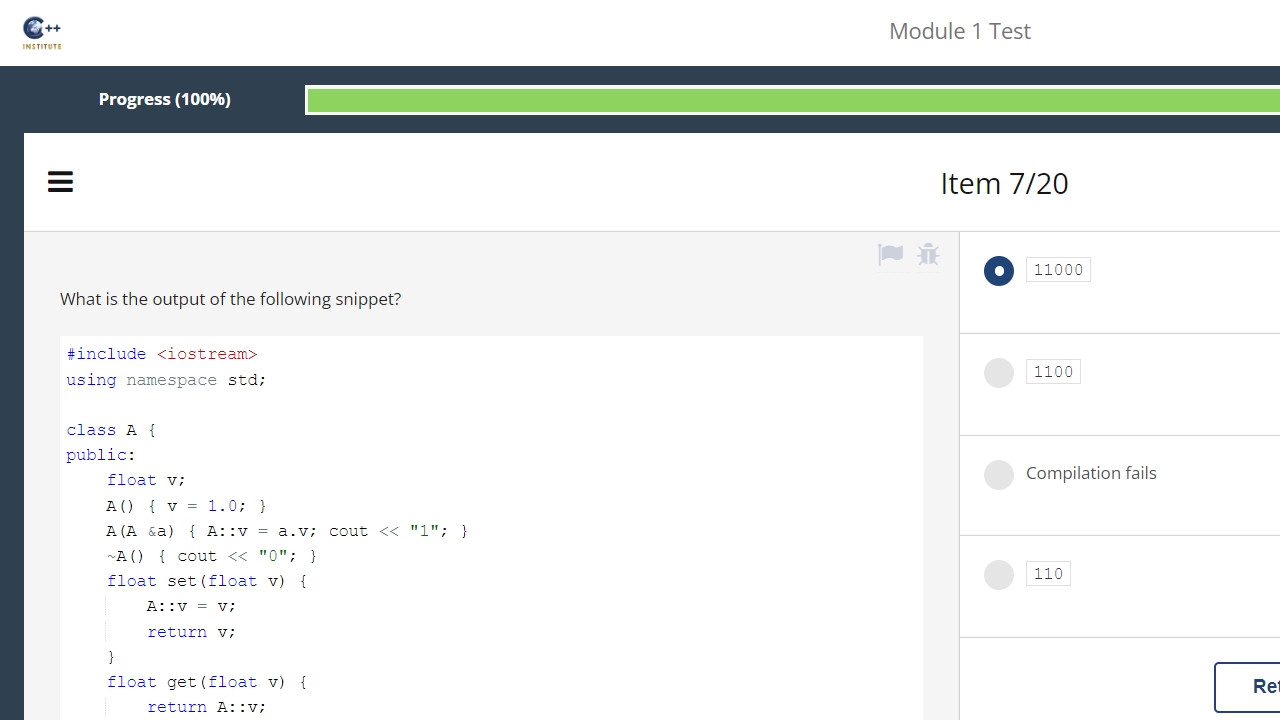 C++
INSTITUTE
Module 1 Test
Progress (100%)
Item 7/20
What is the output of the following snippet?
#include <iostream>
using namespace std;
class A {
public:
    float v;
    A() { v = 1.0; }
    A(A &a) { A::v = a.v; cout << "1"; }
    ~A() { cout << "0"; }
    float set(float v) {
        A::v = v;
        return v;
    }
    float get(float v) {
        return A::v;
11000
1100
Compilation fails
110